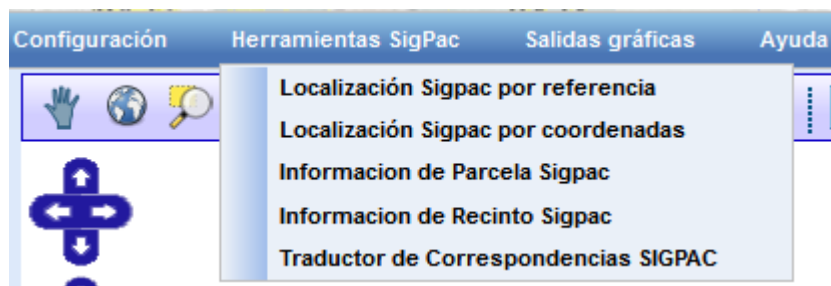 Configuración Herramientas SigPac Salidas gráficas Ayuda
Localización Sigpac por referencia
Localización Sigpac por coordenadas
Informacion de Parcela Sigpac
Informacion de Recinto Sigpac
Traductor de Correspondencias SIGPAC